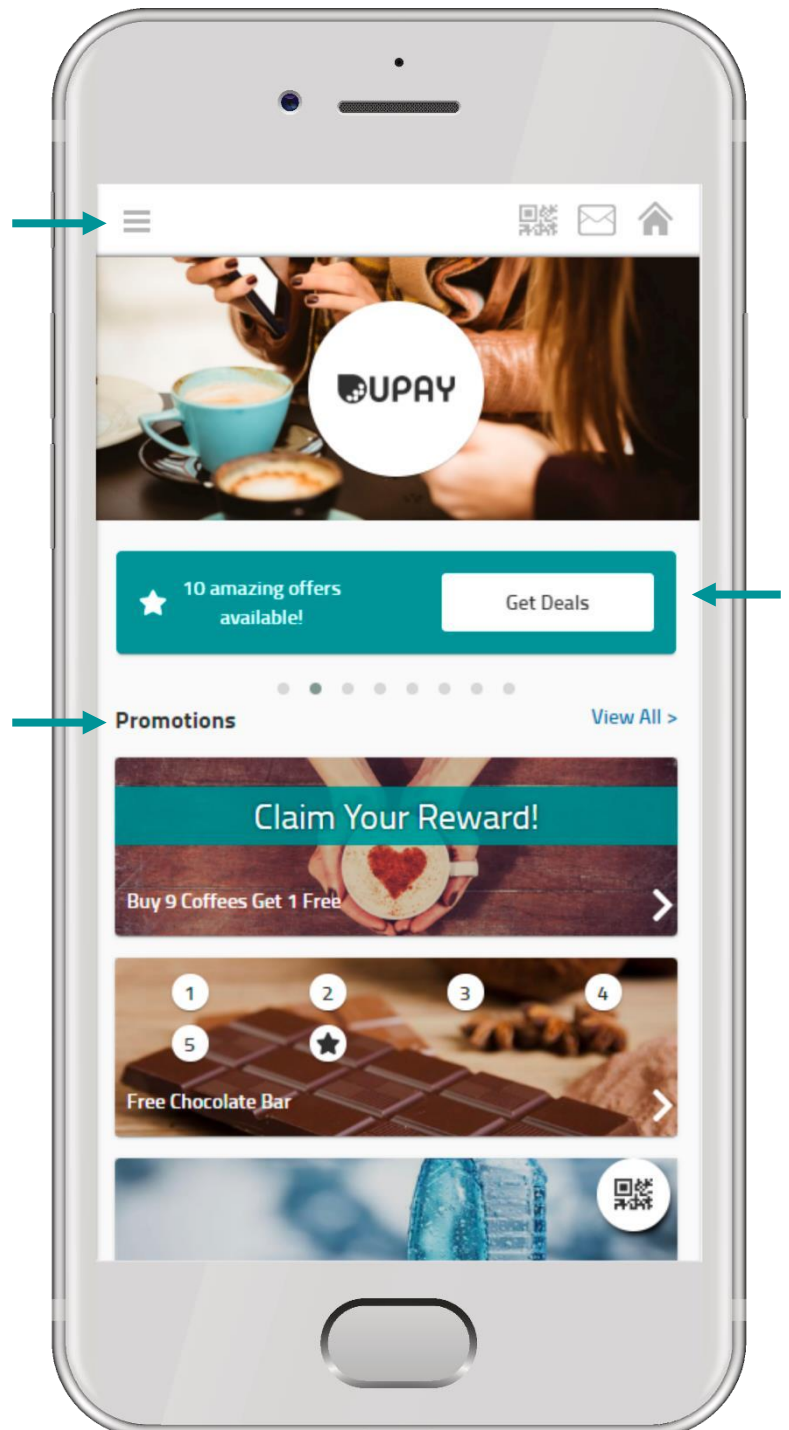 UPAY
10 amazing offers
available!
Get Deals
Promotions
View All >
Claim Your Reward!
Buy 9 Coffees Get 1 Free
1 2 3 4
5
Free Chocolate Bar